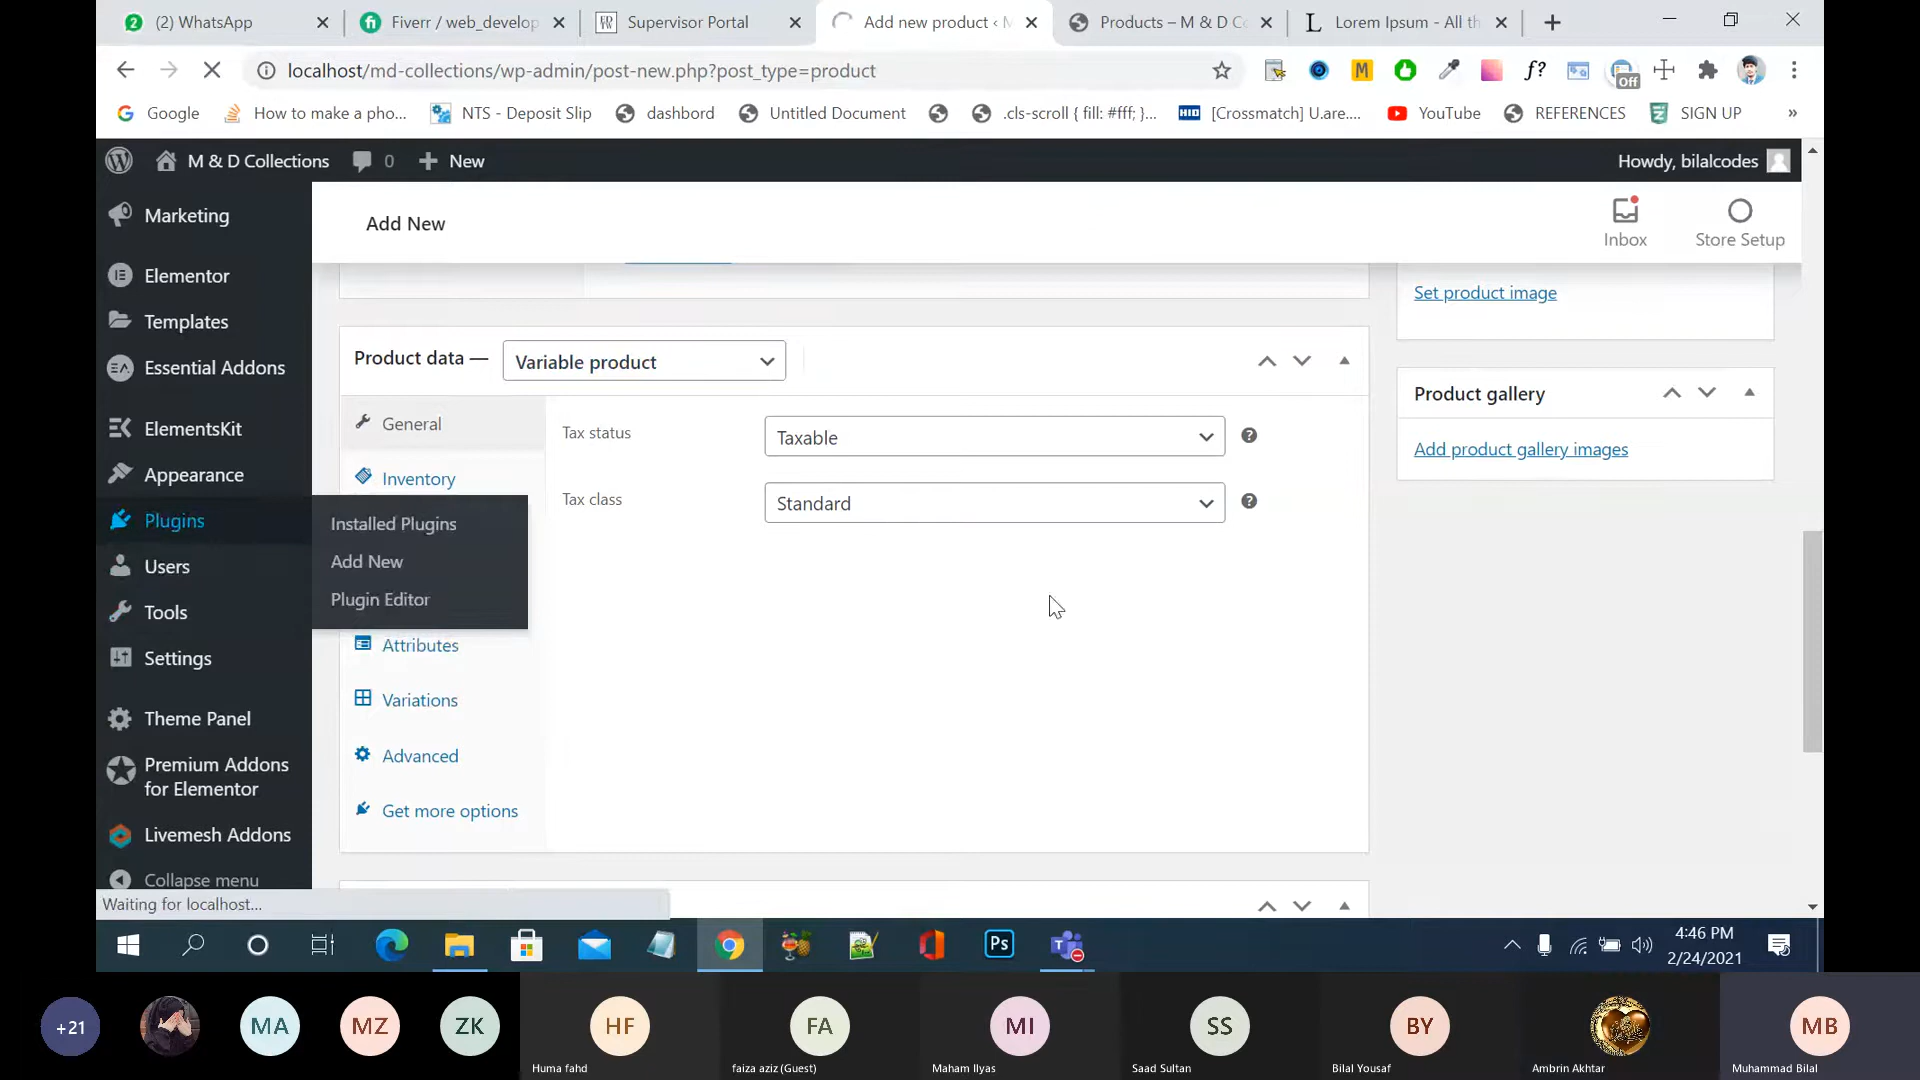 (2) WhatsApp
Fiverr / web_develop
Supervisor Portal
Add new product ‹ M
Products – M & D Co
Lorem Ipsum - All th
localhost/md-collections/wp-admin/post-new.php?post_type=product
M
f?
Off
Google
How to make a pho...
NTS - Deposit Slip
dashbord
Untitled Document
.cls-scroll { fill: #fff; }...
HID
[Crossmatch] U.are....
YouTube
REFERENCES
SIGN UP
»
M & D Collections
0
New
Howdy, bilalcodes
Marketing
Elementor
Templates
Essential Addons
ElementsKit
Appearance
Plugins
Users
Tools
Settings
Theme Panel
Premium Addons
for Elementor
Livemesh Addons
Collapse menu
Installed Plugins
Add New
Plugin Editor
Add New
Inbox
Store Setup
Set product image
Product data —
Variable product
General
Inventory
Attributes
Variations
Advanced
Get more options
Tax status
Taxable
Tax class
Standard
Product gallery
Add product gallery images
Waiting for localhost...
Ps
4:46 PM
2/24/2021
+21
MA
MZ
ZK
HF
Huma fahd
FA
faiza aziz (Guest)
MI
Maham Ilyas
SS
Saad Sultan
BY
Bilal Yousaf
Ambrin Akhtar
MB
Muhammad Bilal